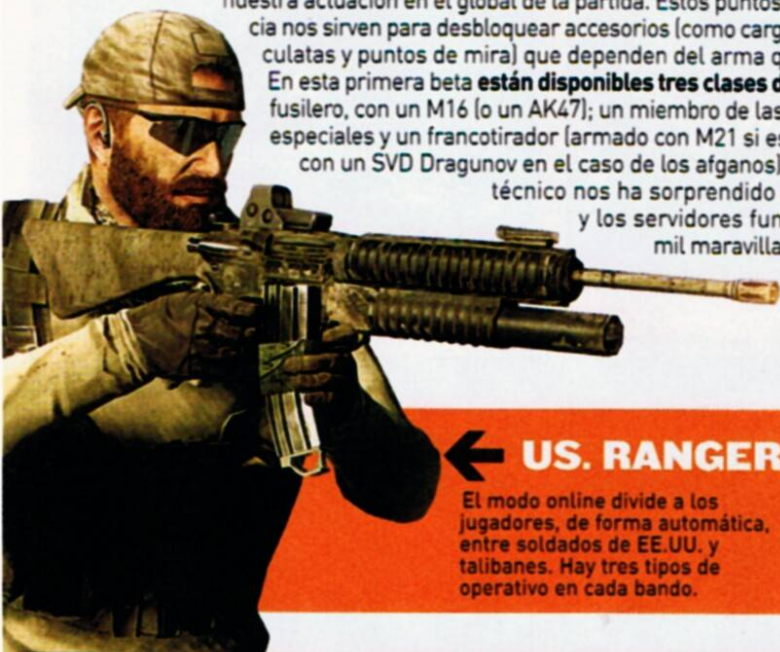 nuestra actuación en el global de la partida. Estos puntos
cia nos sirven para desbloquear accesorios (como carg
culatas y puntos de mira) que dependen del arma q
En esta primera beta están disponibles tres clases d
fusilero, con un M16 (o un AK47); un miembro de las
especiales y un francotirador (armado con M21 si es
con un SVD Dragunov en el caso de los afganos)
técnico nos ha sorprendido
y los servidores fun
mil maravilla
US. RANGER
El modo online divide a los
jugadores, de forma automática,
entre soldados de EE.UU. y
talibanes. Hay tres tipos de
operativo en cada bando.